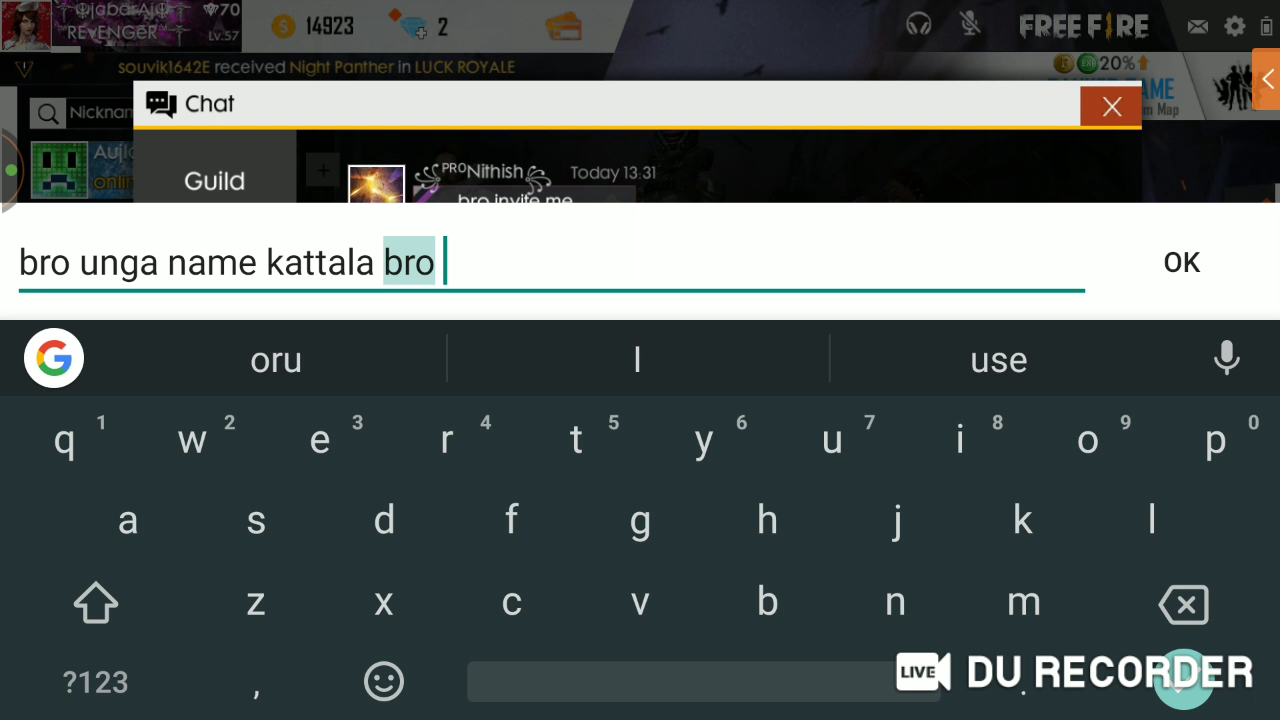 REVENGER
70
Lv.57
14923
2
FREE FIRE
souvik1642E received Night Panther in LUCK ROYALE
EXP 20%
Chat
Guild
PRO Nithish
Today 13:31
bro invite me
bro unga name kattala bro
OK
G
oru
I
use
q 1 w 2 e 3 r 4 t 5 y 6 u 7 i 8 o 9 p 0
a s d f g h j k l
z x c v b n m
?123 , .
LIVE DU RECORDER